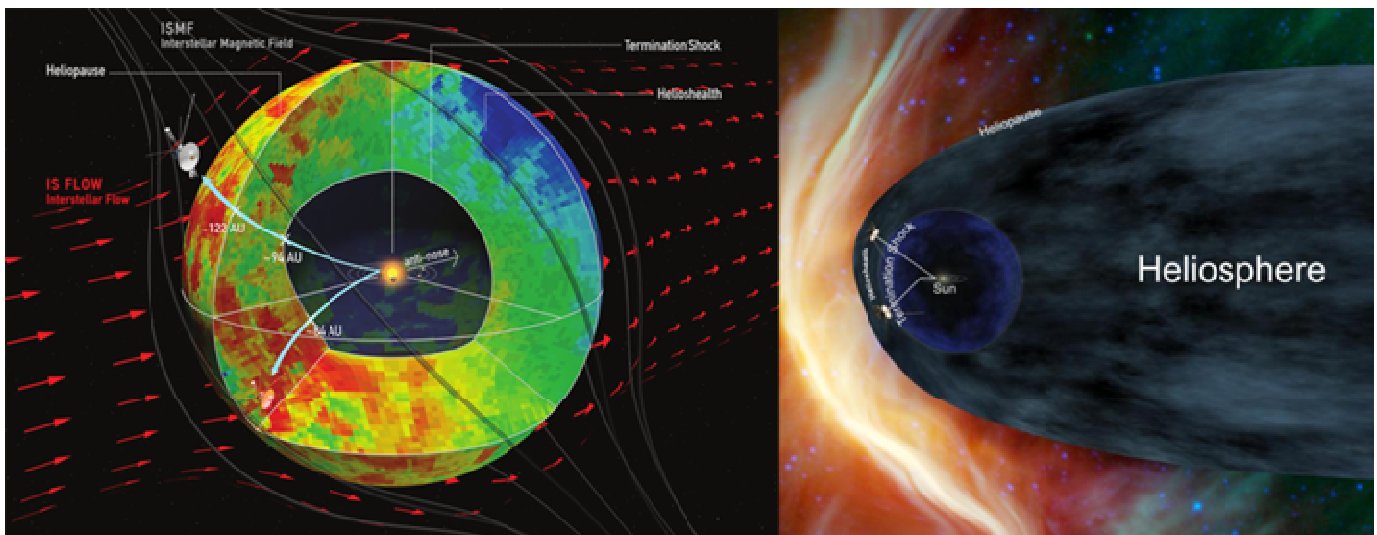 ISMF
Interstellar Magnetic Field
Termination Shock
Heliopause
Helioshealth
IS FLOW
Interstellar Flow
~122 AU
~94 AU
anti-nose
~84 AU
Heliopause
Termination Shock
Sun
Heliosphere